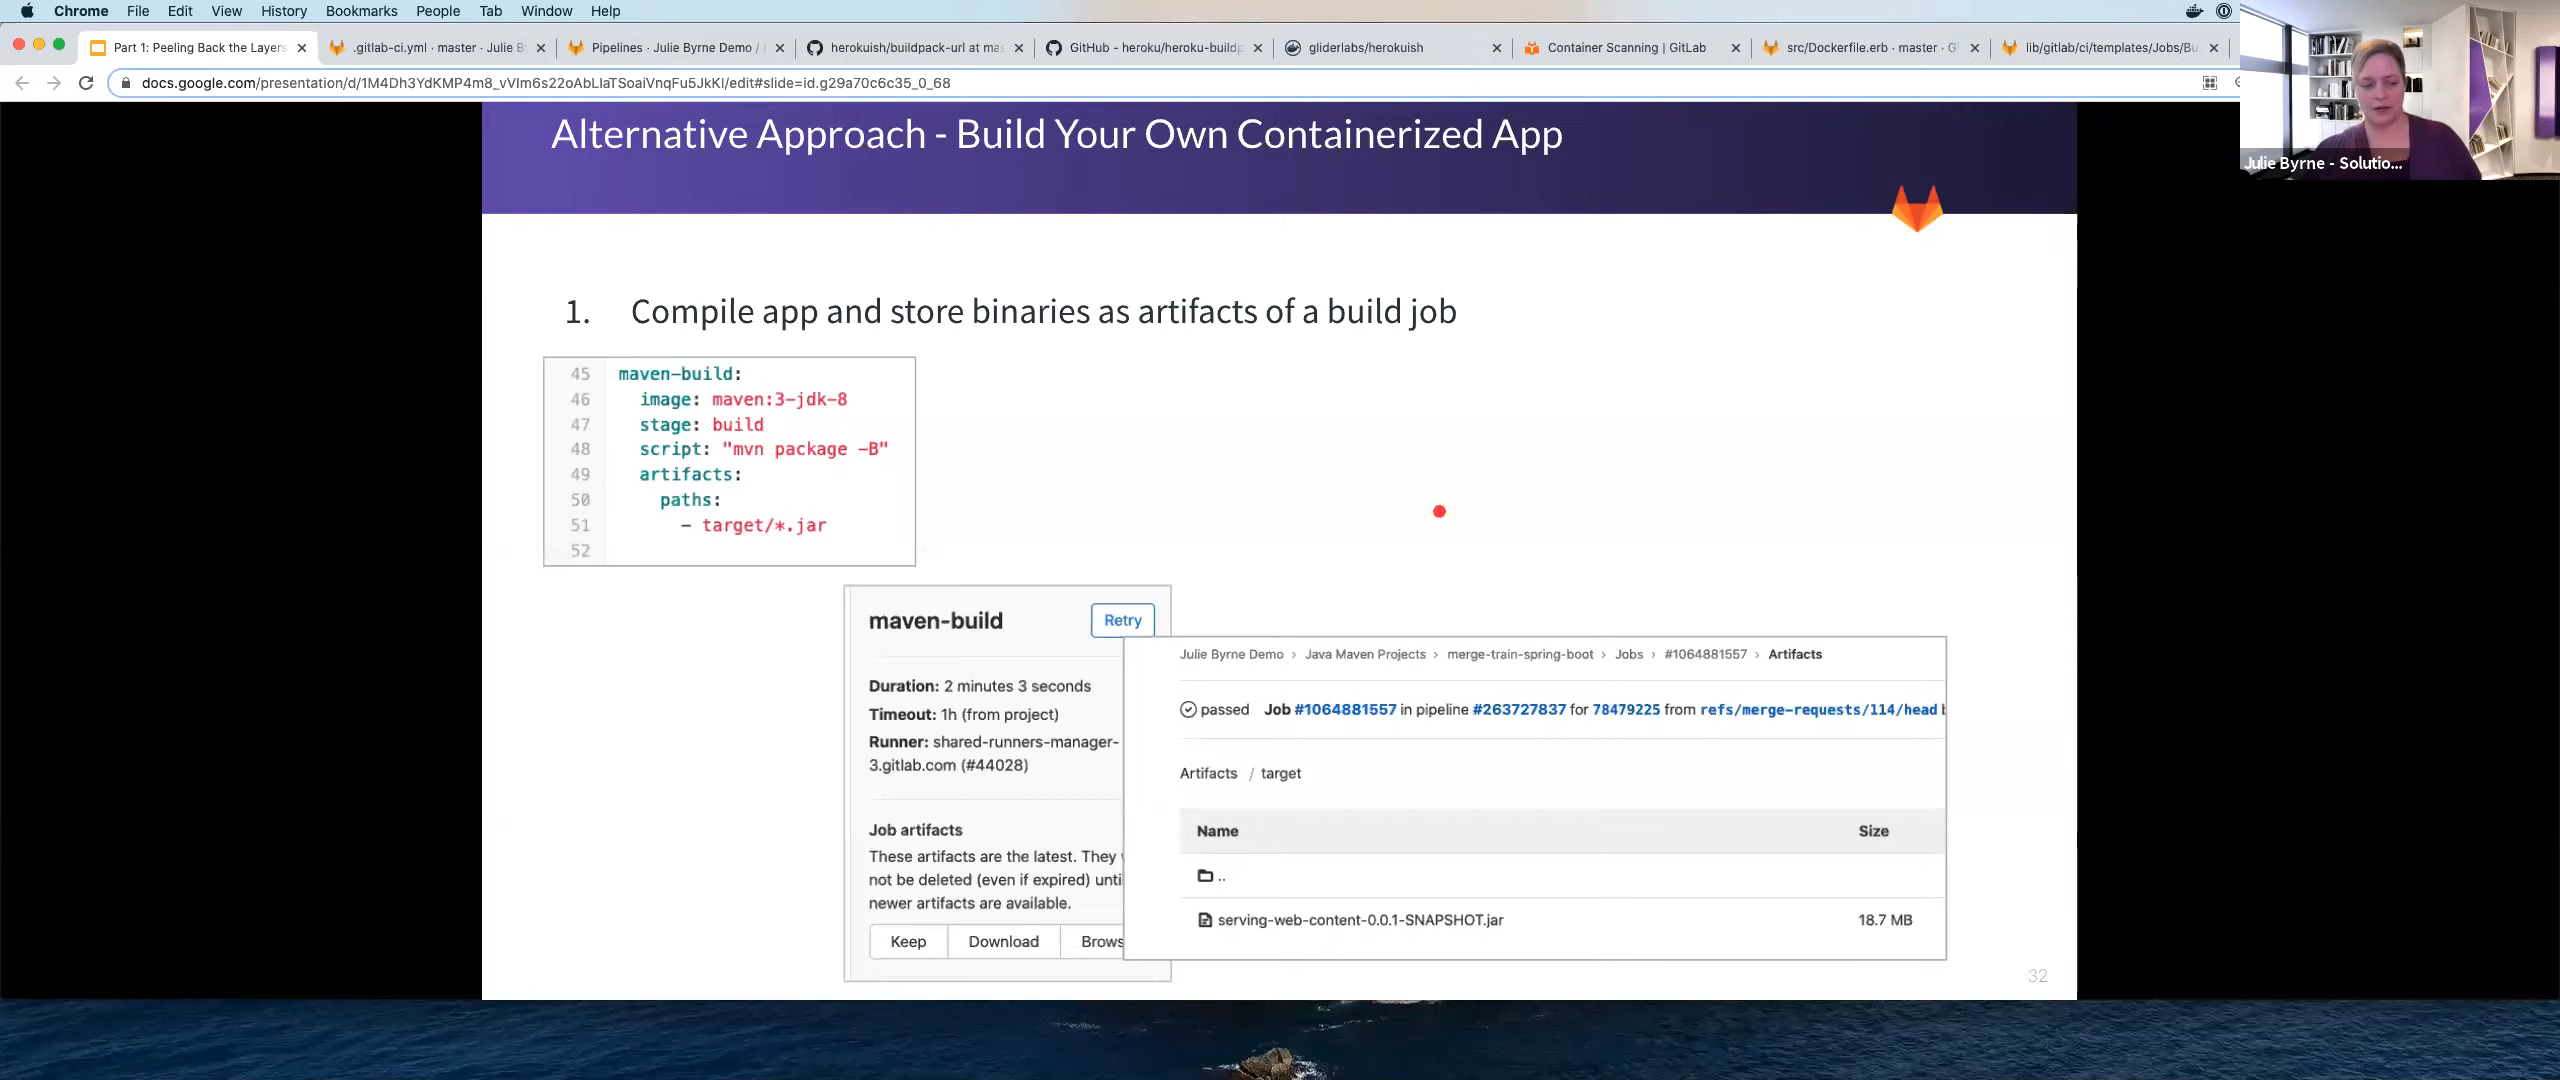 Chrome File Edit View History Bookmarks People Tab Window Help
Part 1: Peeling Back the Layers
.gitlab-ci.yml · master · Julie B
Pipelines · Julie Byrne Demo /
herokuish/buildpack-url at mas
GitHub - heroku/heroku-buildp
gliderlabs/herokuish
Container Scanning | GitLab
src/Dockerfile.erb · master · G
lib/gitlab/ci/templates/Jobs/Bu
docs.google.com/presentation/d/1M4Dh3YdKMP4m8_vVIm6s22oAbLIaTSoaiVnqFu5JkKI/edit#slide=id.g29a70c6c35_0_68
Julie Byrne - Solutio...
Alternative Approach - Build Your Own Containerized App
1. Compile app and store binaries as artifacts of a build job
45 maven-build:
46 image: maven:3-jdk-8
47 stage: build
48 script: "mvn package -B"
49 artifacts:
50 paths:
51 - target/*.jar
52
maven-build Retry
Duration: 2 minutes 3 seconds
Timeout: 1h (from project)
Runner: shared-runners-manager-
3.gitlab.com (#44028)
Job artifacts
These artifacts are the latest. They
not be deleted (even if expired) unti
newer artifacts are available.
Keep Download Brows
Julie Byrne Demo > Java Maven Projects > merge-train-spring-boot > Jobs > #1064881557 > Artifacts
passed Job #1064881557 in pipeline #263727837 for 78479225 from refs/merge-requests/114/head
Artifacts / target
Name Size
..
serving-web-content-0.0.1-SNAPSHOT.jar 18.7 MB
32